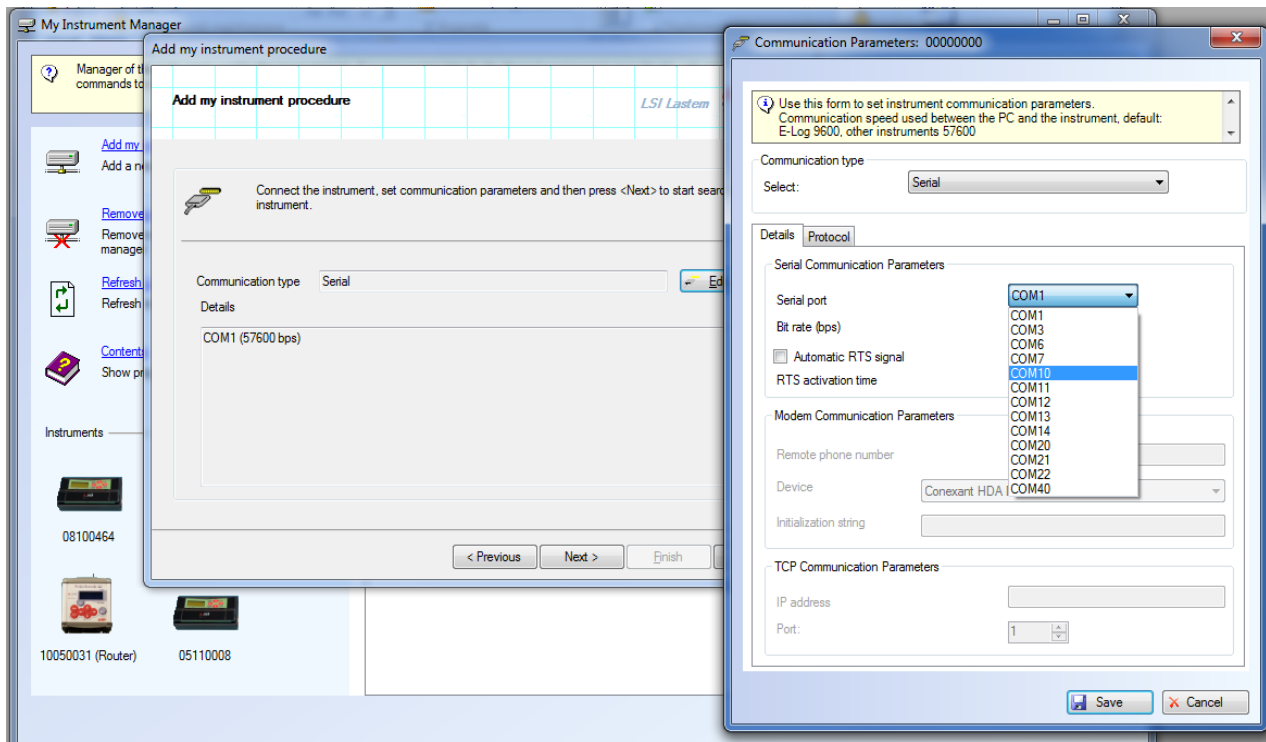 My Instrument Manager
Manager of
commands to
Add my
Add a
Remove
Remove
Refresh
Refresh
Show
Instruments
08100464
10050031 (Router)
05110008
Add my instrument procedure
Add my instrument procedure
LSI Lastem
Connect the instrument, set communication parameters and then press <Next> to start
instrument.
Communication type
Serial
Details
COM1 (57600 bps)
< Previous
Next >
Finish
Communication Parameters: 00000000
Use this form to set instrument communication parameters.
Communication speed used between the PC and the instrument, default:
E-Log 9600, other instruments 57600
Communication type
Select:
Serial
Details
Protocol
Serial Communication Parameters
Serial port
COM1
Bit rate (bps)
Automatic RTS signal
RTS activation time
COM1
COM3
COM6
COM7
COM10
COM11
COM12
COM13
COM14
COM20
COM21
COM22
COM40
Modem Communication Parameters
Remote phone number
Device
Conexant HDA
Initialization string
TCP Communication Parameters
IP address
Port:
1
Save
Cancel